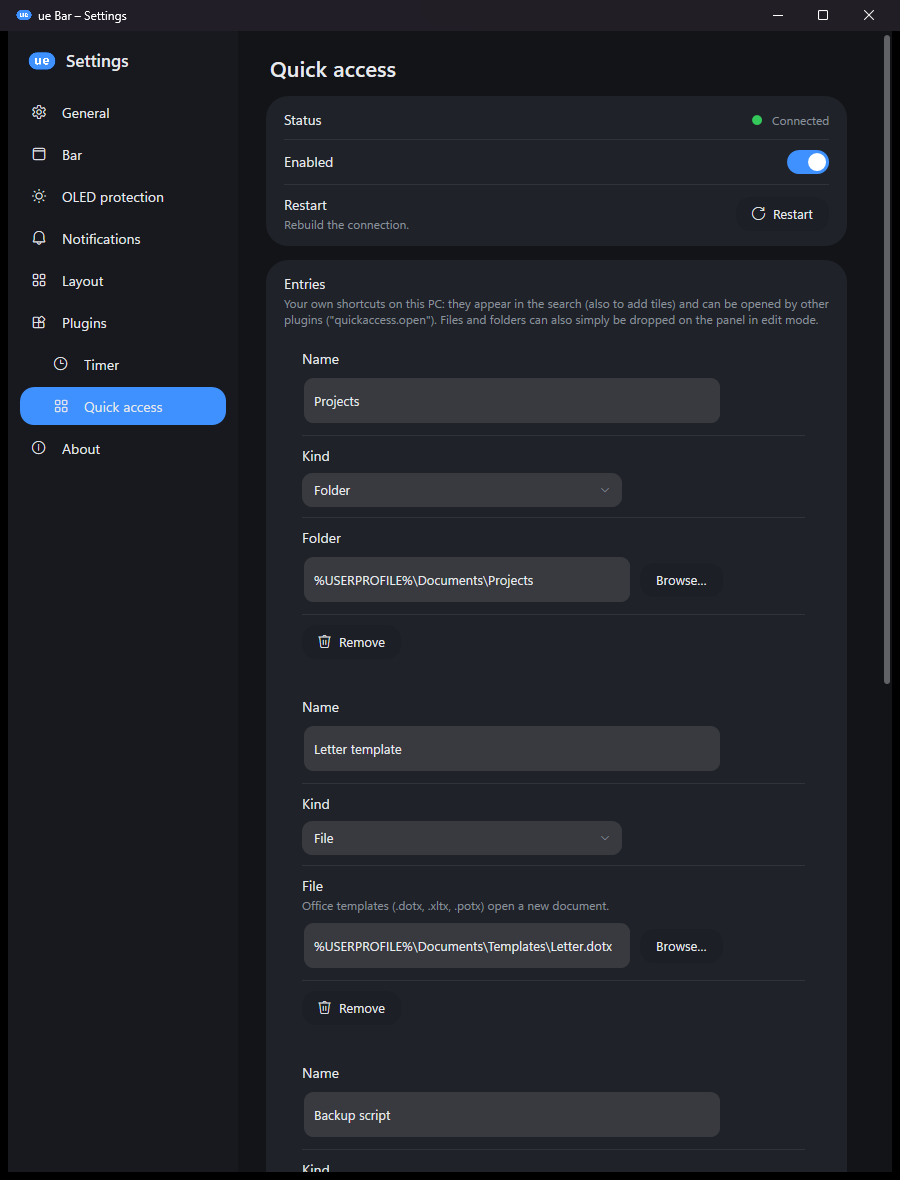 ue ue Bar – Settings
ue Settings
General
Bar
OLED protection
Notifications
Layout
Plugins
Timer
Quick access
About
Quick access
Status
Connected
Enabled
Restart
Rebuild the connection.
Restart
Entries
Your own shortcuts on this PC: they appear in the search (also to add tiles) and can be opened by other
plugins ("quickaccess.open"). Files and folders can also simply be dropped on the panel in edit mode.
Name
Projects
Kind
Folder
Folder
%USERPROFILE%\Documents\Projects
Browse...
Remove
Name
Letter template
Kind
File
File
Office templates (.dotx, .xltx, .potx) open a new document.
%USERPROFILE%\Documents\Templates\Letter.dotx
Browse...
Remove
Name
Backup script
Kind